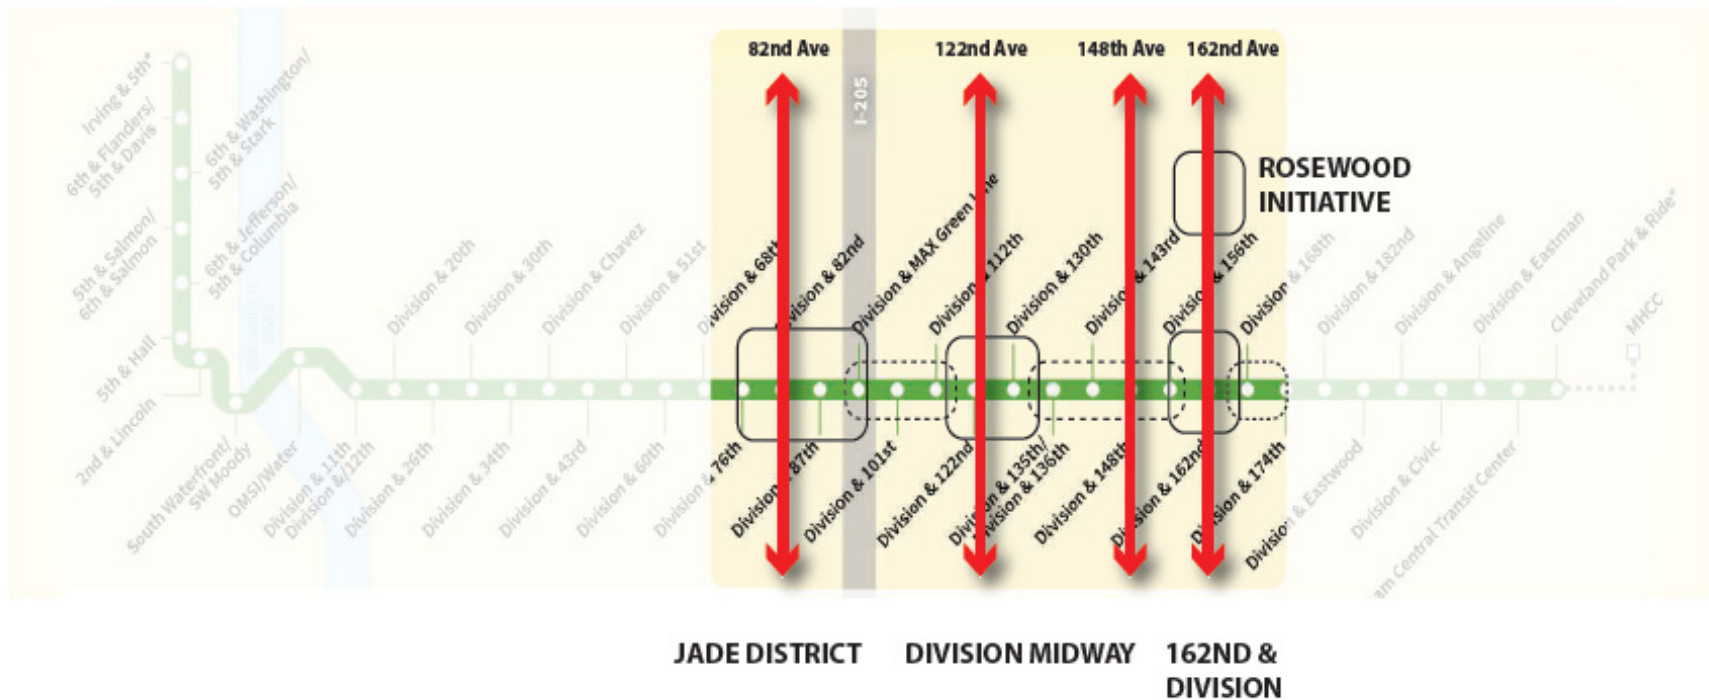 82nd Ave
122nd Ave
148th Ave
162nd Ave
I-205
ROSEWOOD
INITIATIVE
Irving & 5th*
6th & Flanders/
5th & Davis
6th & Washington/
5th & Stark
5th & Salmon/
6th & Salmon
6th & Jefferson/
5th & Columbia
5th & Hall
2nd & Lincoln
South Waterfront/
SW Moody
OMSI/Water
Division & 11th
Division & 12th
Division & 20th
Division & 26th
Division & 30th
Division & 34th
Division & Chavez
Division & 43rd
Division & 51st
Division & 60th
Division & 68th
Division & 76th
Division & 82nd
Division & 87th
Division & MAX Green Line
Division & 101st
Division & 112th
Division & 122nd
Division & 130th
Division & 135th/
Division & 136th
Division & 143rd
Division & 148th
Division & 156th
Division & 162nd
Division & 168th
Division & 174th
Division & 182nd
Division & Eastwood
Division & Angeline
Division & Civic
Division & Eastman
am Central Transit Center
Cleveland Park & Ride*
MHCC
JADE DISTRICT
DIVISION MIDWAY
162ND &
DIVISION